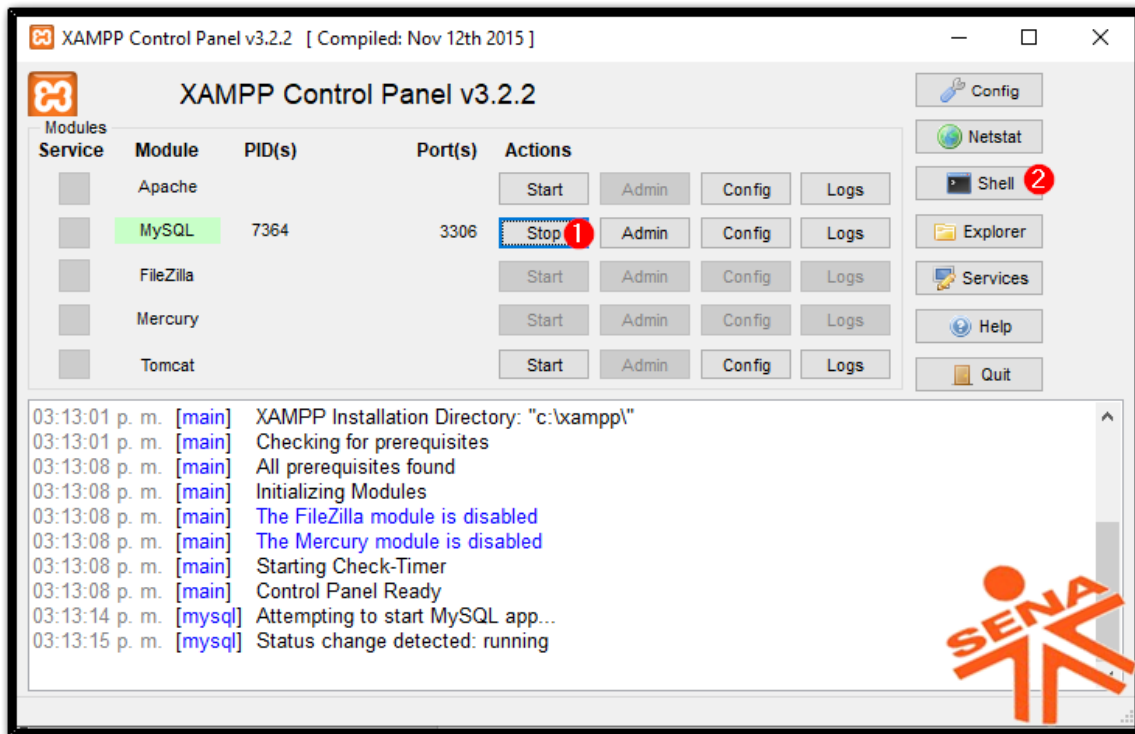 XAMPP Control Panel v3.2.2 [ Compiled: Nov 12th 2015 ]
XAMPP Control Panel v3.2.2
Config
Modules
Netstat
Service Module PID(s) Port(s) Actions
Apache Start Admin Config Logs
Shell 2
MySQL 7364 3306 Stop 1 Admin Config Logs
Explorer
FileZilla Start Admin Config Logs
Services
Mercury Start Admin Config Logs
Help
Tomcat Start Admin Config Logs
Quit
03:13:01 p. m. [main] XAMPP Installation Directory: "c:\xampp\"
03:13:01 p. m. [main] Checking for prerequisites
03:13:08 p. m. [main] All prerequisites found
03:13:08 p. m. [main] Initializing Modules
03:13:08 p. m. [main] The FileZilla module is disabled
03:13:08 p. m. [main] The Mercury module is disabled
03:13:08 p. m. [main] Starting Check-Timer
03:13:08 p. m. [main] Control Panel Ready
03:13:14 p. m. [mysql] Attempting to start MySQL app...
03:13:15 p. m. [mysql] Status change detected: running
SENA